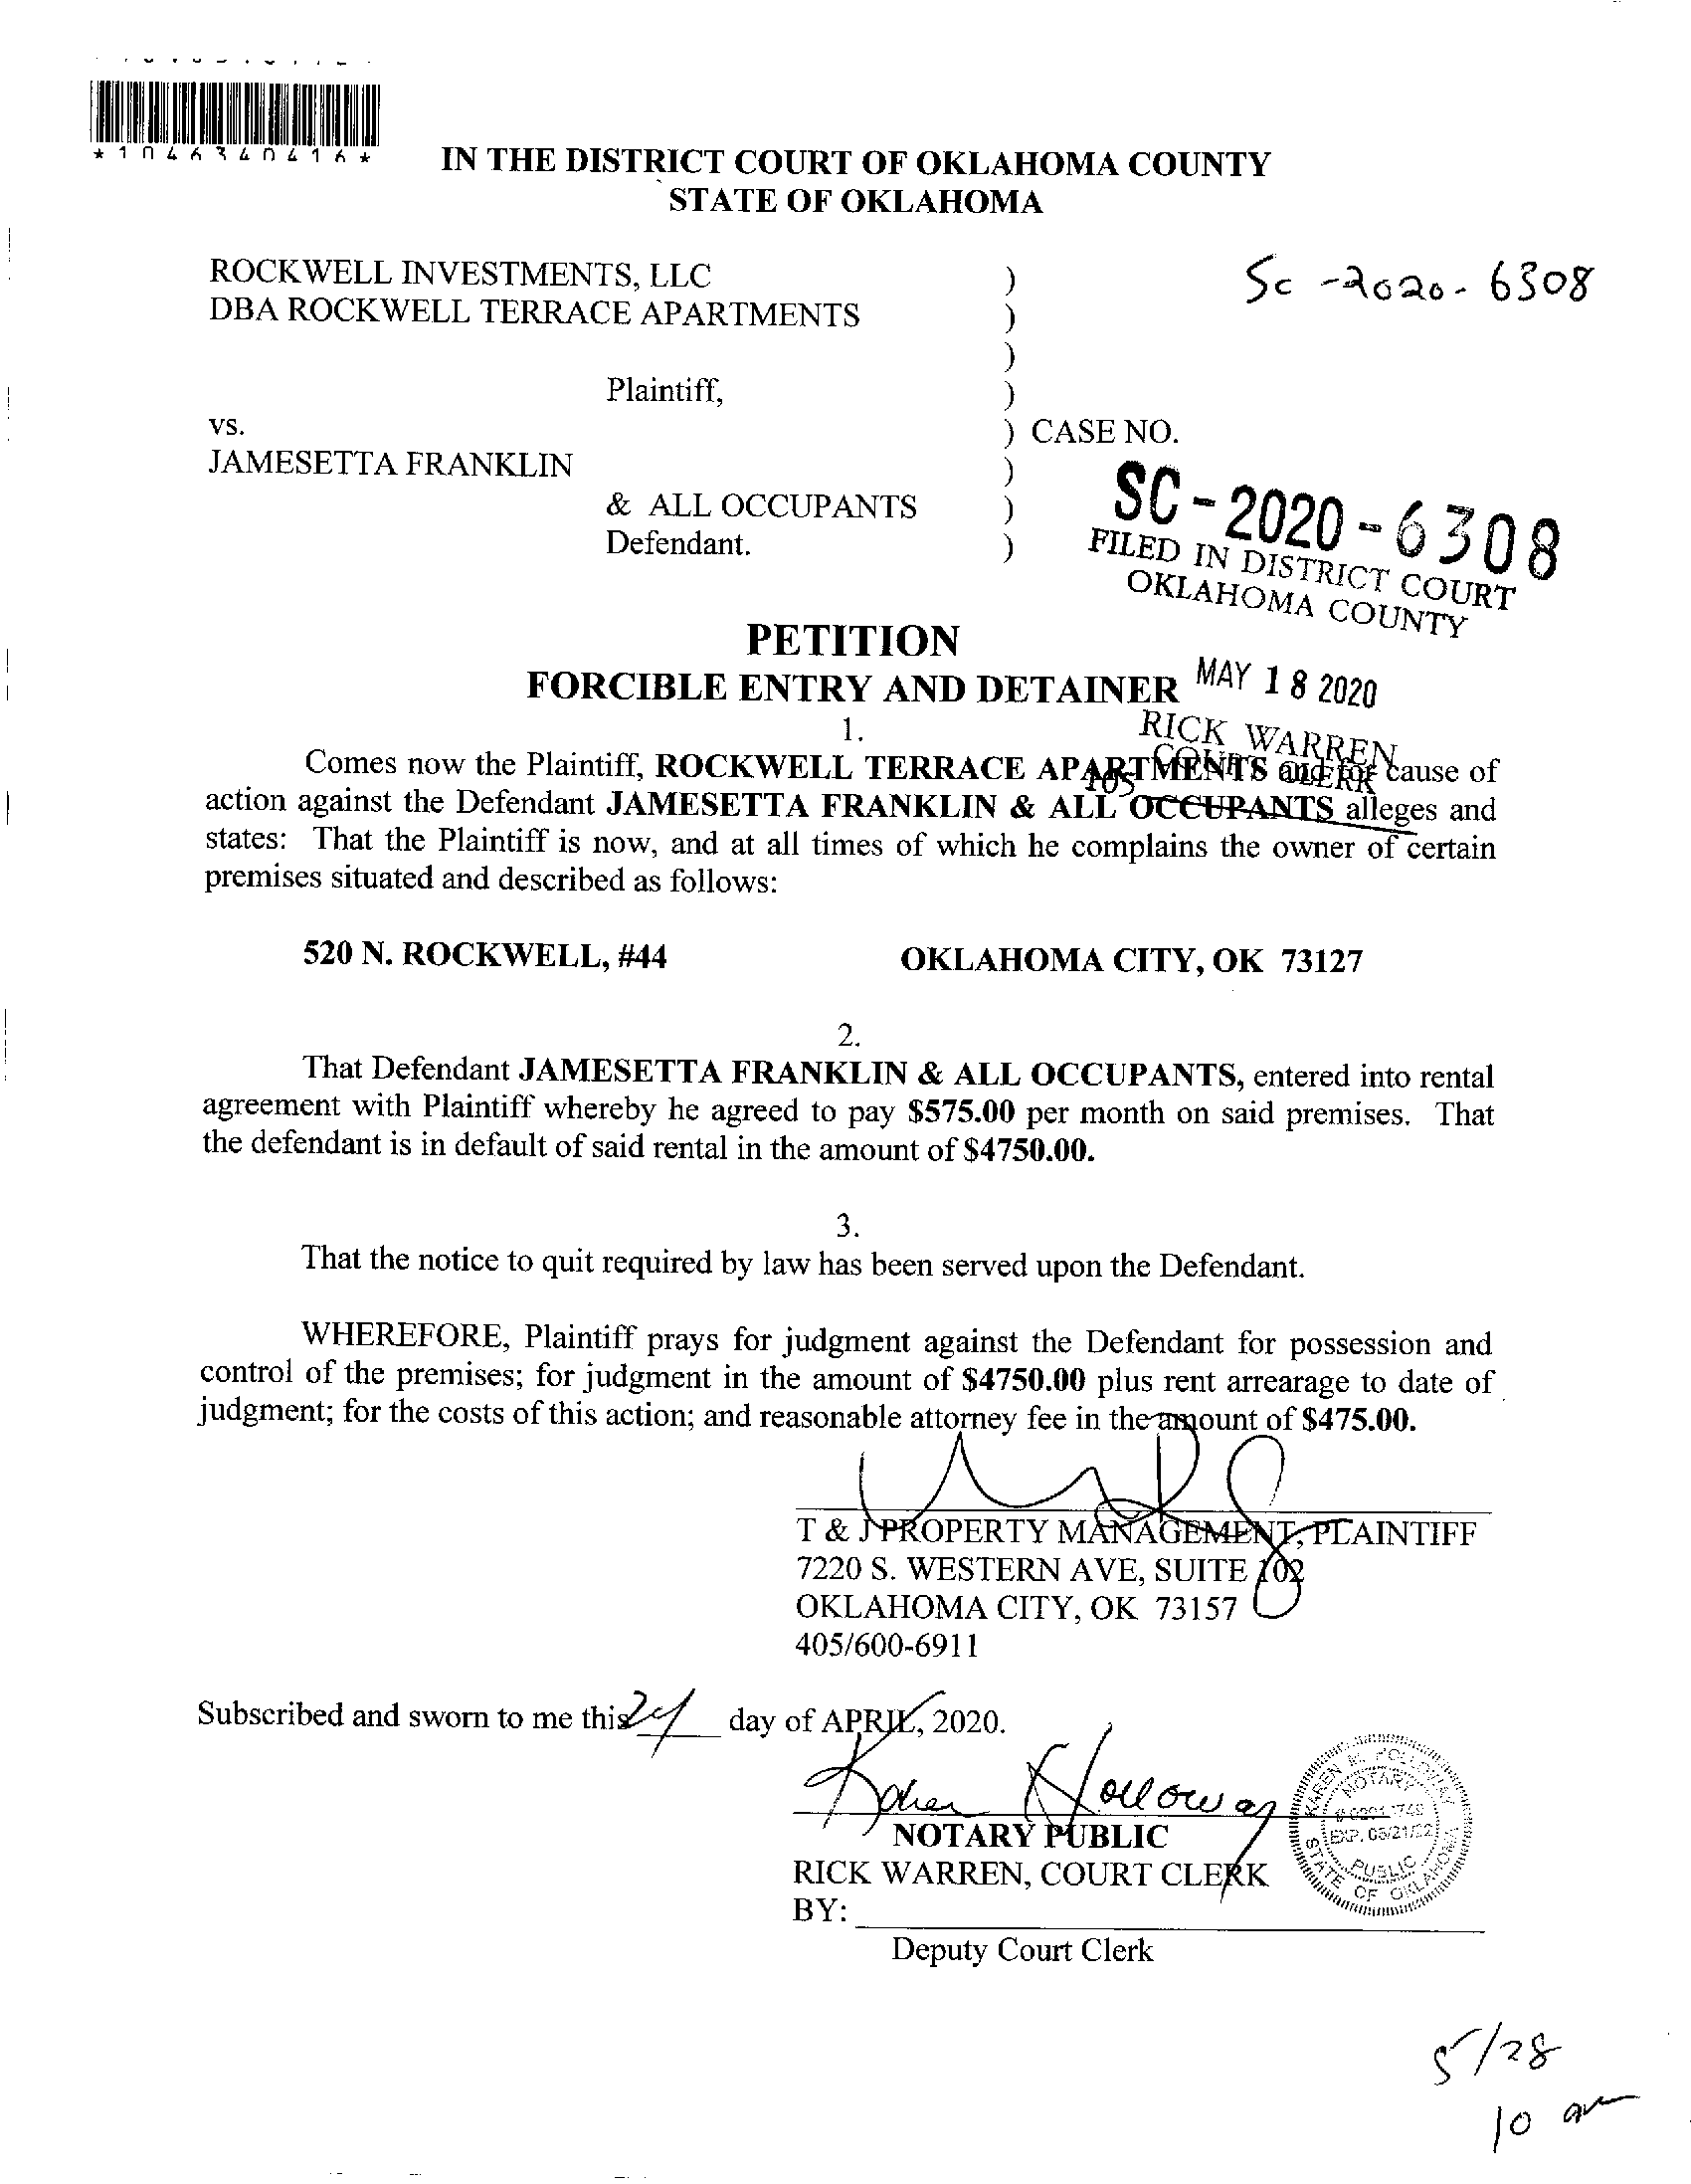 *1046340416*
IN THE DISTRICT COURT OF OKLAHOMA COUNTY
STATE OF OKLAHOMA
ROCKWELL INVESTMENTS, LLC )
Sc -2020- 6308
DBA ROCKWELL TERRACE APARTMENTS )
)
Plaintiff, )
vs. ) CASE NO.
JAMESETTA FRANKLIN )
& ALL OCCUPANTS )
Defendant. )
SC-2020-6308
FILED IN DISTRICT COURT
OKLAHOMA COUNTY
PETITION
FORCIBLE ENTRY AND DETAINER
MAY 18 2020
1.
RICK WARREN
COURT CLERK
105
Comes now the Plaintiff, ROCKWELL TERRACE APARTMENTS and for cause of
action against the Defendant JAMESETTA FRANKLIN & ALL OCCUPANTS alleges and
states: That the Plaintiff is now, and at all times of which he complains the owner of certain
premises situated and described as follows:
520 N. ROCKWELL, #44 OKLAHOMA CITY, OK 73127
2.
That Defendant JAMESETTA FRANKLIN & ALL OCCUPANTS, entered into rental
agreement with Plaintiff whereby he agreed to pay $575.00 per month on said premises. That
the defendant is in default of said rental in the amount of $4750.00.
3.
That the notice to quit required by law has been served upon the Defendant.
WHEREFORE, Plaintiff prays for judgment against the Defendant for possession and
control of the premises; for judgment in the amount of $4750.00 plus rent arrearage to date of
judgment; for the costs of this action; and reasonable attorney fee in the amount of $475.00.
T & J PROPERTY MANAGEMENT, PLAINTIFF
7220 S. WESTERN AVE, SUITE 102
OKLAHOMA CITY, OK 73157
405/600-6911
Subscribed and sworn to me this 24 day of APRIL, 2020.
Karen Holloway
NOTARY PUBLIC
KAREN M. HOLLOWAY
NOTARY
EXP. 05/21/22
PUBLIC
STATE OF OKLAHOMA
RICK WARREN, COURT CLERK
BY:
Deputy Court Clerk
5/28
10 am